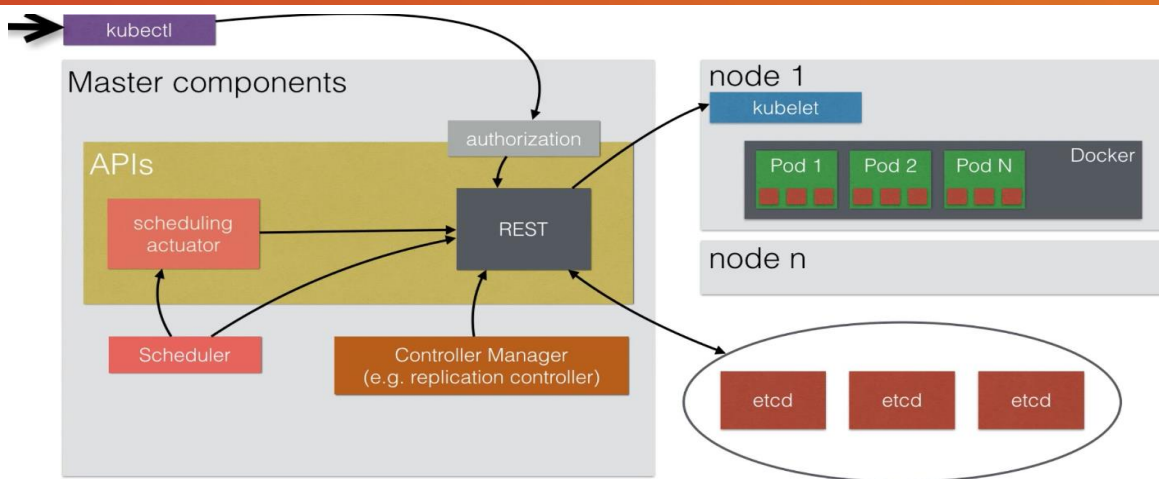 kubectl
Master components
authorization
APIs
scheduling
actuator
REST
Scheduler
Controller Manager
(e.g. replication controller)
node 1
kubelet
Docker
Pod 1
Pod 2
Pod N
node n
etcd
etcd
etcd